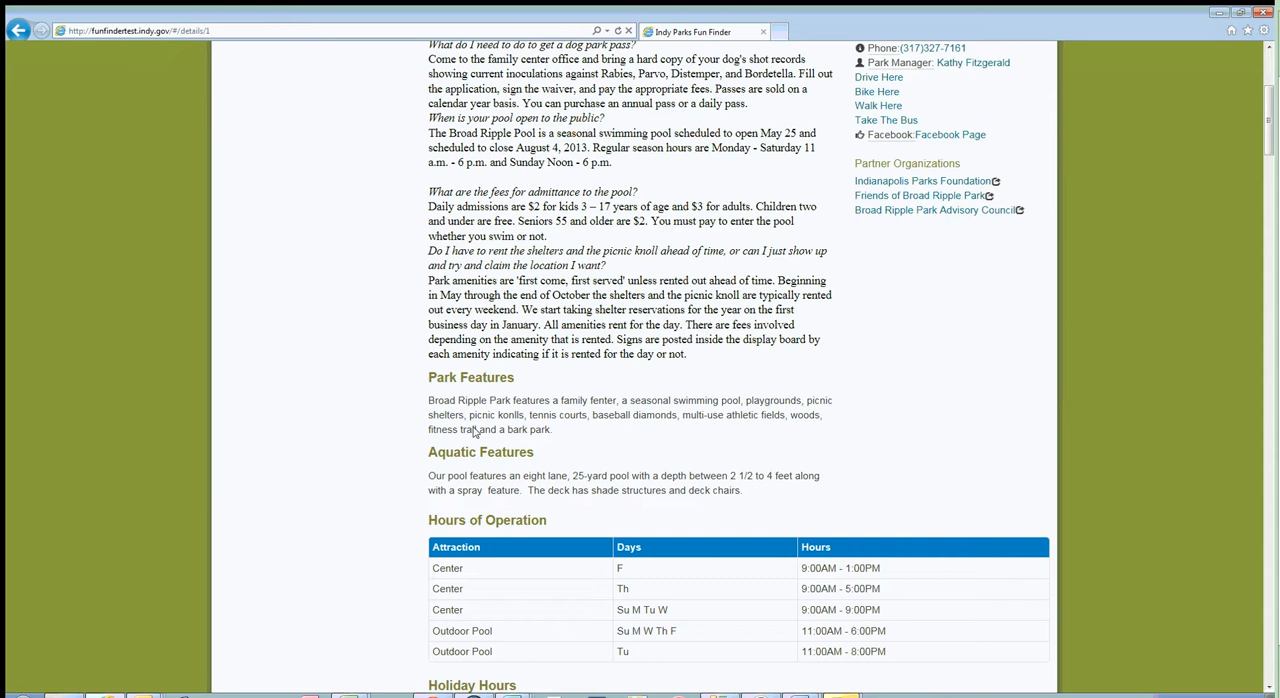 http://funfindertest.indy.gov/#/details/1
Indy Parks Fun Finder
What do I need to do to get a dog park pass?
Come to the family center office and bring a hard copy of your dog's shot records
showing current inoculations against Rabies, Parvo, Distemper, and Bordetella. Fill out
the application, sign the waiver, and pay the appropriate fees. Passes are sold on a
calendar year basis. You can purchase an annual pass or a daily pass.
When is your pool open to the public?
The Broad Ripple Pool is a seasonal swimming pool scheduled to open May 25 and
scheduled to close August 4, 2013. Regular season hours are Monday - Saturday 11
a.m. - 6 p.m. and Sunday Noon - 6 p.m.
What are the fees for admittance to the pool?
Daily admissions are $2 for kids 3 – 17 years of age and $3 for adults. Children two
and under are free. Seniors 55 and older are $2. You must pay to enter the pool
whether you swim or not.
Do I have to rent the shelters and the picnic knoll ahead of time, or can I just show up
and try and claim the location I want?
Park amenities are 'first come, first served' unless rented out ahead of time. Beginning
in May through the end of October the shelters and the picnic knoll are typically rented
out every weekend. We start taking shelter reservations for the year on the first
business day in January. All amenities rent for the day. There are fees involved
depending on the amenity that is rented. Signs are posted inside the display board by
each amenity indicating if it is rented for the day or not.
Park Features
Broad Ripple Park features a family fenter, a seasonal swimming pool, playgrounds, picnic
shelters, picnic konlls, tennis courts, baseball diamonds, multi-use athletic fields, woods,
fitness trail and a bark park.
Aquatic Features
Our pool features an eight lane, 25-yard pool with a depth between 2 1/2 to 4 feet along
with a spray feature. The deck has shade structures and deck chairs.
Hours of Operation
Attraction Days Hours
Center F 9:00AM - 1:00PM
Center Th 9:00AM - 5:00PM
Center Su M Tu W 9:00AM - 9:00PM
Outdoor Pool Su M W Th F 11:00AM - 6:00PM
Outdoor Pool Tu 11:00AM - 8:00PM
Holiday Hours
Phone:(317)327-7161
Park Manager: Kathy Fitzgerald
Drive Here
Bike Here
Walk Here
Take The Bus
Facebook:Facebook Page
Partner Organizations
Indianapolis Parks Foundation
Friends of Broad Ripple Park
Broad Ripple Park Advisory Council